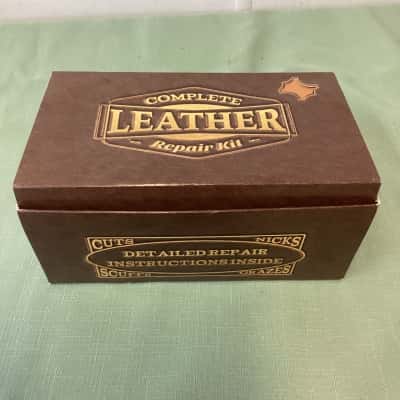 COMPLETE
LEATHER
Repair Kit
CUTS NICKS
DETAILED REPAIR
INSTRUCTIONS INSIDE
SCUFFS GRAZES